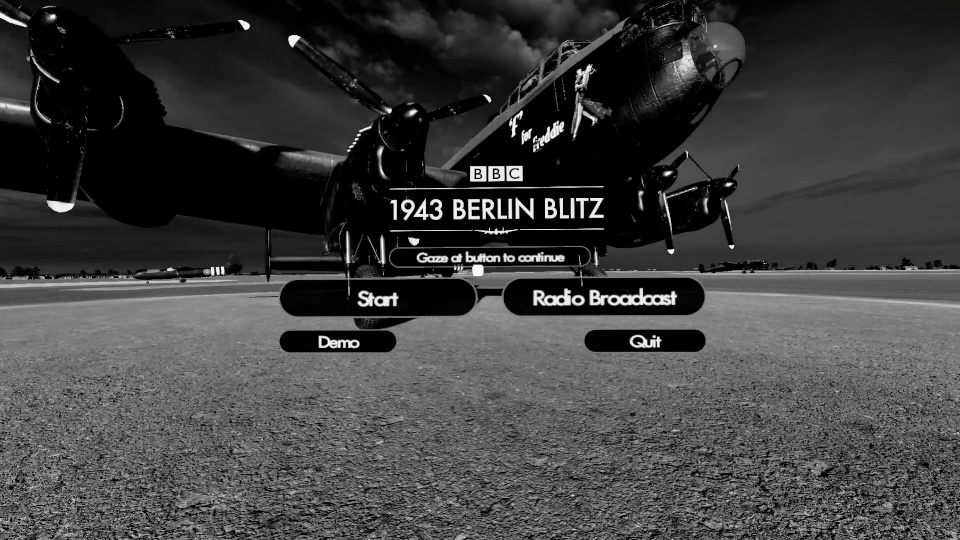 'F'
for
Freddie
BBC
1943 BERLIN BLITZ
Gaze at button to continue
Start
Radio Broadcast
Demo
Quit